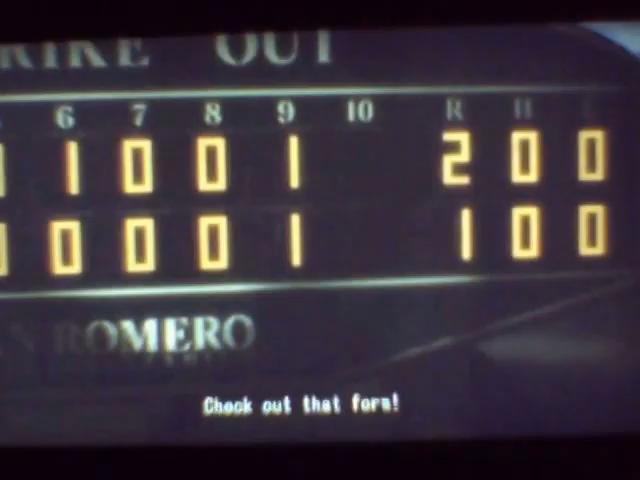 RIKE OUT
6 7 8 9 10 R H
1 0 0 1 2 0 0
0 0 0 1 1 0 0
N ROMERO
Check out that form!